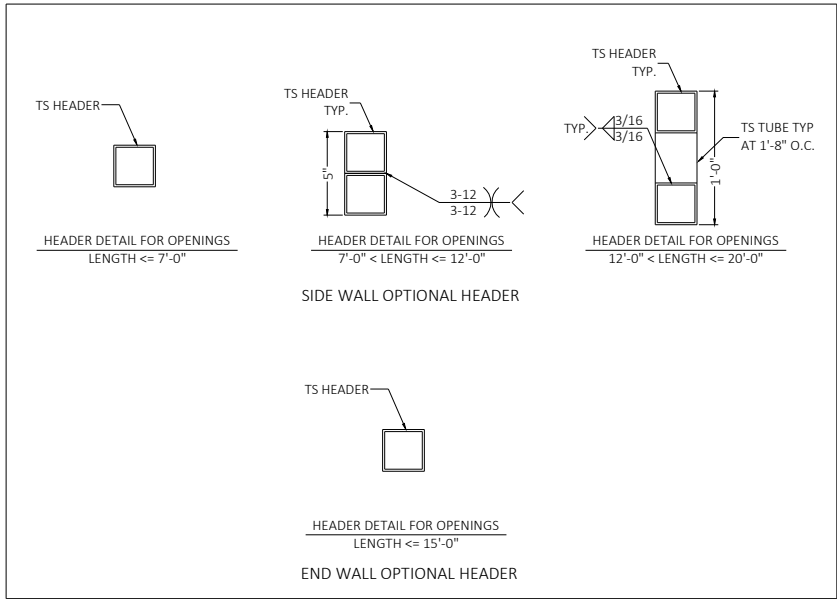 TS HEADER
HEADER DETAIL FOR OPENINGS
LENGTH <= 7'-0"
TS HEADER
TYP.
5"
3-12
3-12
HEADER DETAIL FOR OPENINGS
7'-0" < LENGTH <= 12'-0"
TS HEADER
TYP.
TYP.
3/16
3/16
TS TUBE TYP
AT 1'-8" O.C.
1'-0"
HEADER DETAIL FOR OPENINGS
12'-0" < LENGTH <= 20'-0"
SIDE WALL OPTIONAL HEADER
TS HEADER
HEADER DETAIL FOR OPENINGS
LENGTH <= 15'-0"
END WALL OPTIONAL HEADER